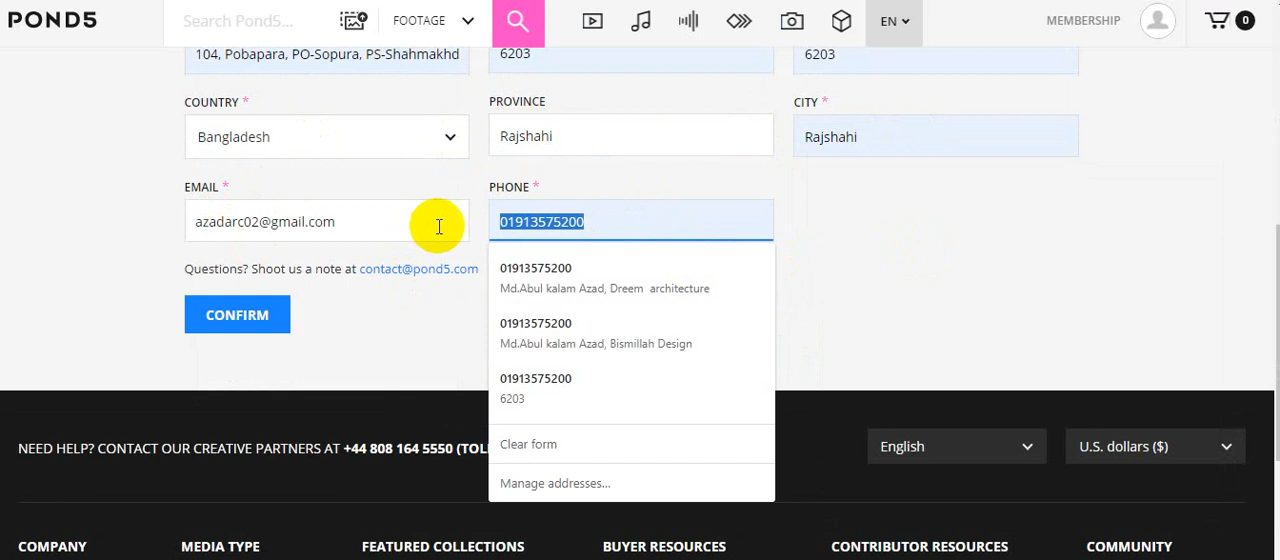 POND5
Search Pond5...
FOOTAGE
EN
MEMBERSHIP
0
104, Pobapara, PO-Sopura, PS-Shahmakhd
6203
6203
COUNTRY *
PROVINCE
CITY *
Bangladesh
Rajshahi
Rajshahi
EMAIL *
PHONE *
azadarc02@gmail.com
01913575200
Questions? Shoot us a note at contact@pond5.com
01913575200
Md.Abul kalam Azad, Dreem architecture
CONFIRM
01913575200
Md.Abul kalam Azad, Bismillah Design
01913575200
6203
Clear form
Manage addresses...
NEED HELP? CONTACT OUR CREATIVE PARTNERS AT +44 808 164 5550 (TOL
English
U.S. dollars ($)
COMPANY
MEDIA TYPE
FEATURED COLLECTIONS
BUYER RESOURCES
CONTRIBUTOR RESOURCES
COMMUNITY